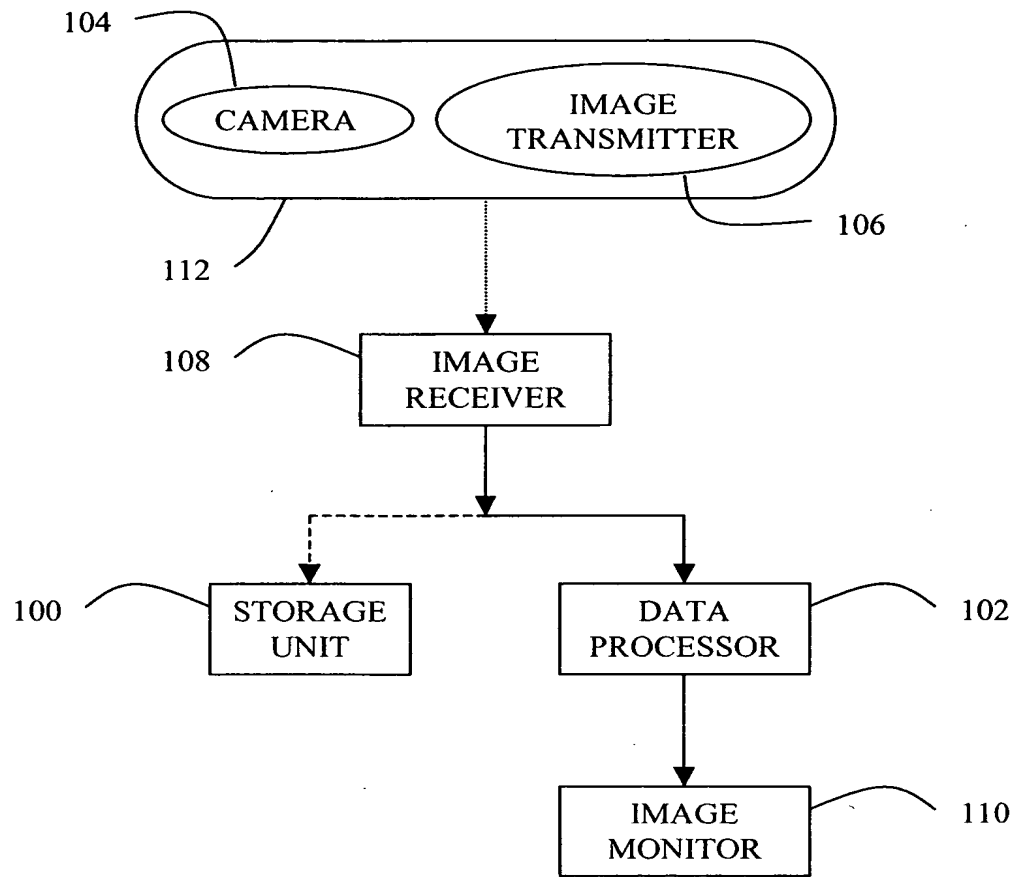 104
CAMERA
IMAGE
TRANSMITTER
106
112
108
IMAGE
RECEIVER
100
STORAGE
UNIT
DATA
PROCESSOR
102
IMAGE
MONITOR
110